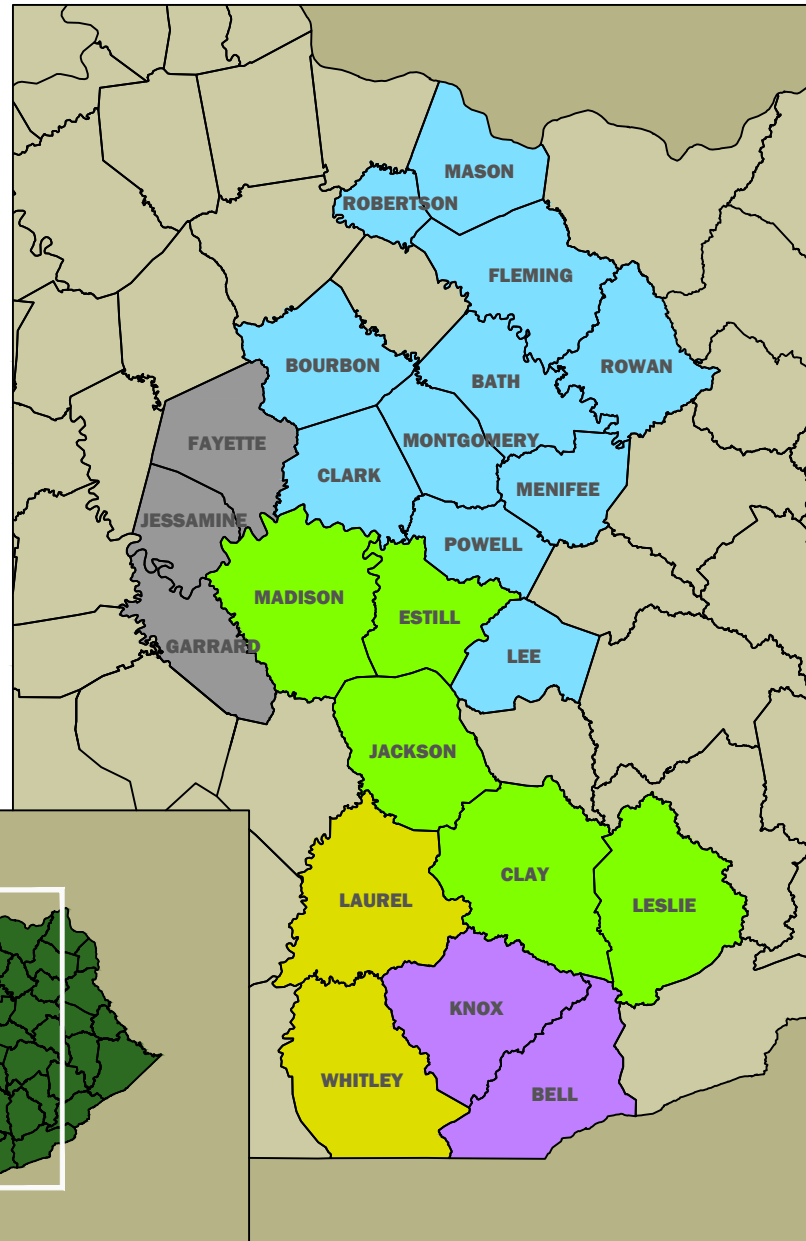 MASON
ROBERTSON
FLEMING
BOURBON
ROWAN
BATH
FAYETTE
MONTGOMERY
CLARK
MENIFEE
JESSAMINE
POWELL
MADISON
ESTILL
GARRARD
LEE
JACKSON
CLAY
LAUREL
LESLIE
KNOX
WHITLEY
BELL